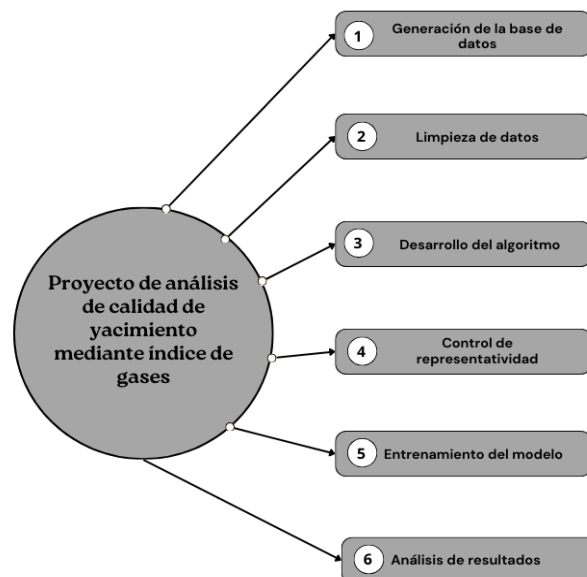 1
Generación de la base de
datos
2
Limpieza de datos
3
Desarrollo del algoritmo
Proyecto de análisis
de calidad de
yacimiento
mediante índice de
gases
4
Control de
representatividad
5
Entrenamiento del modelo
6
Análisis de resultados